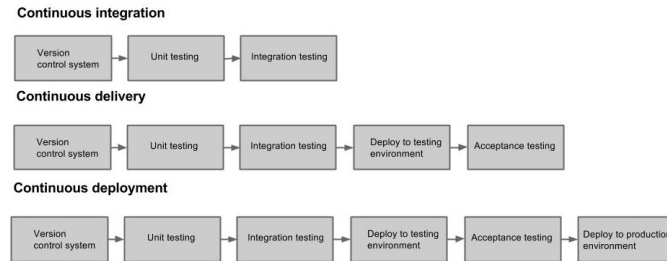 Continuous integration
Version
control system
Unit testing
Integration testing
Continuous delivery
Version
control system
Unit testing
Integration testing
Deploy to testing
environment
Acceptance testing
Continuous deployment
Version
control system
Unit testing
Integration testing
Deploy to testing
environment
Acceptance testing
Deploy to production
environment